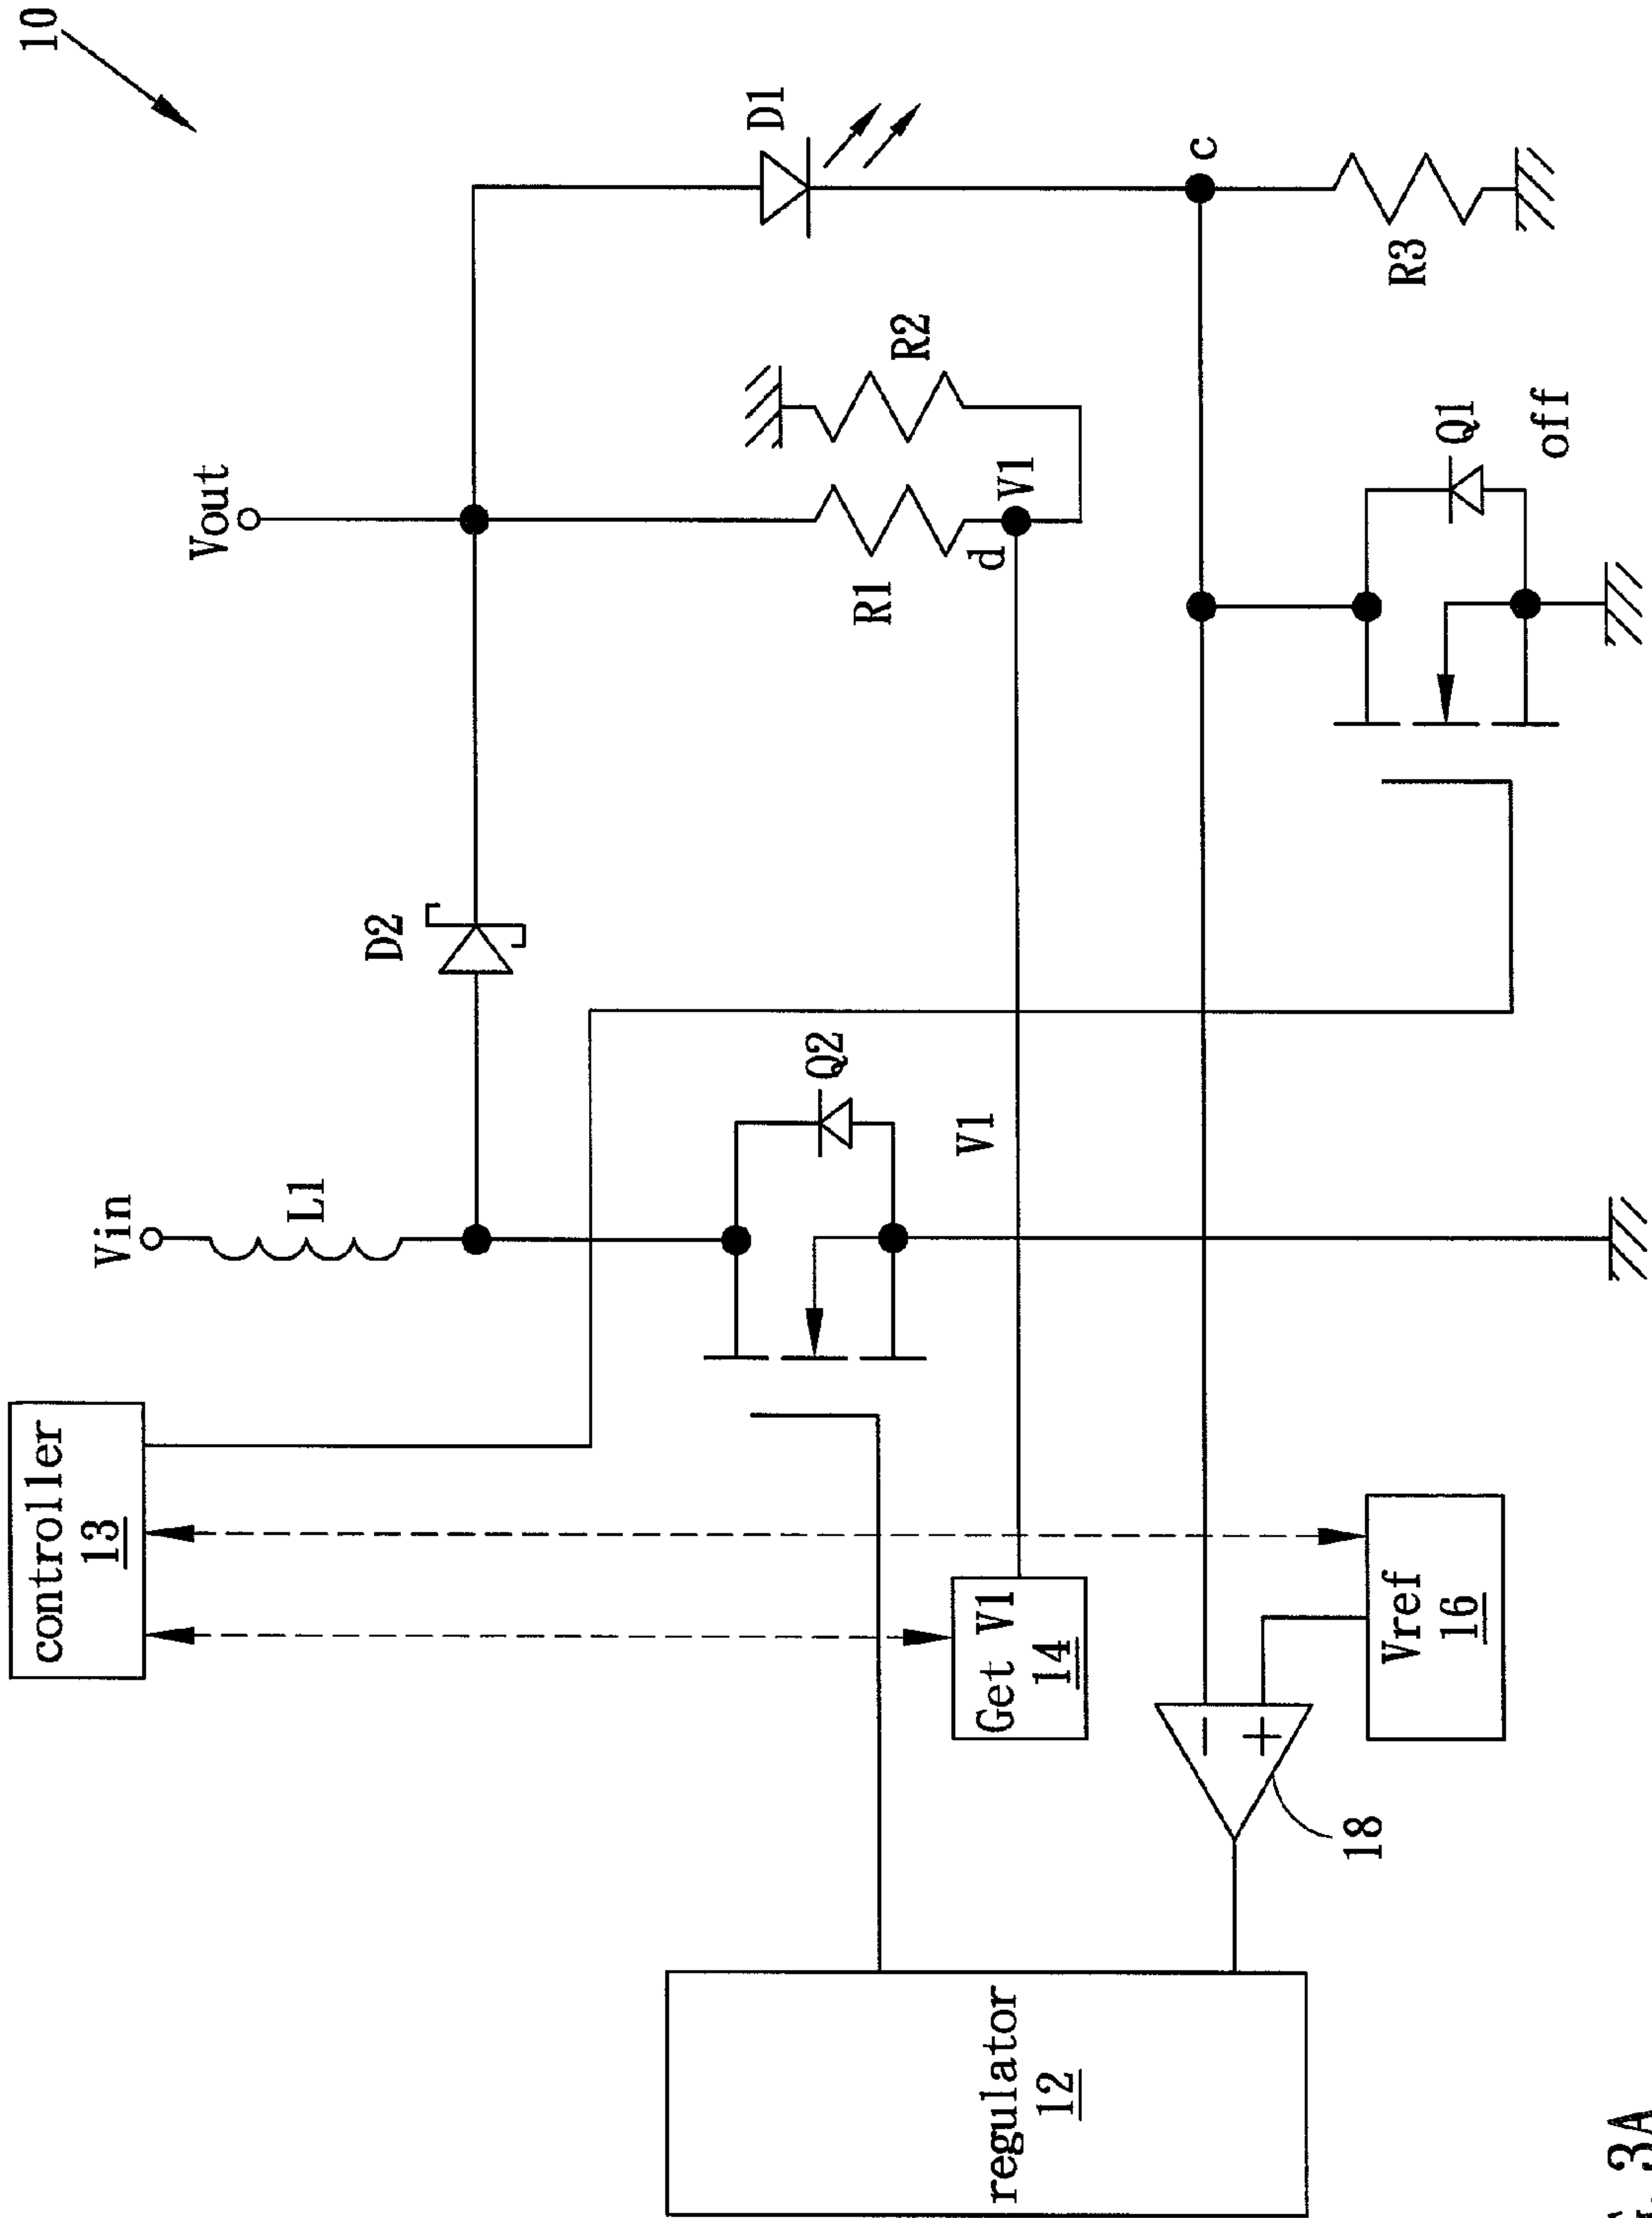 10
Vin
L1
Vout
D2
D1
controller
13
Q2
R1
R2
d
V1
V1
c
R3
Q1
off
Get V1
14
Vref
16
18
regulator
12
3A